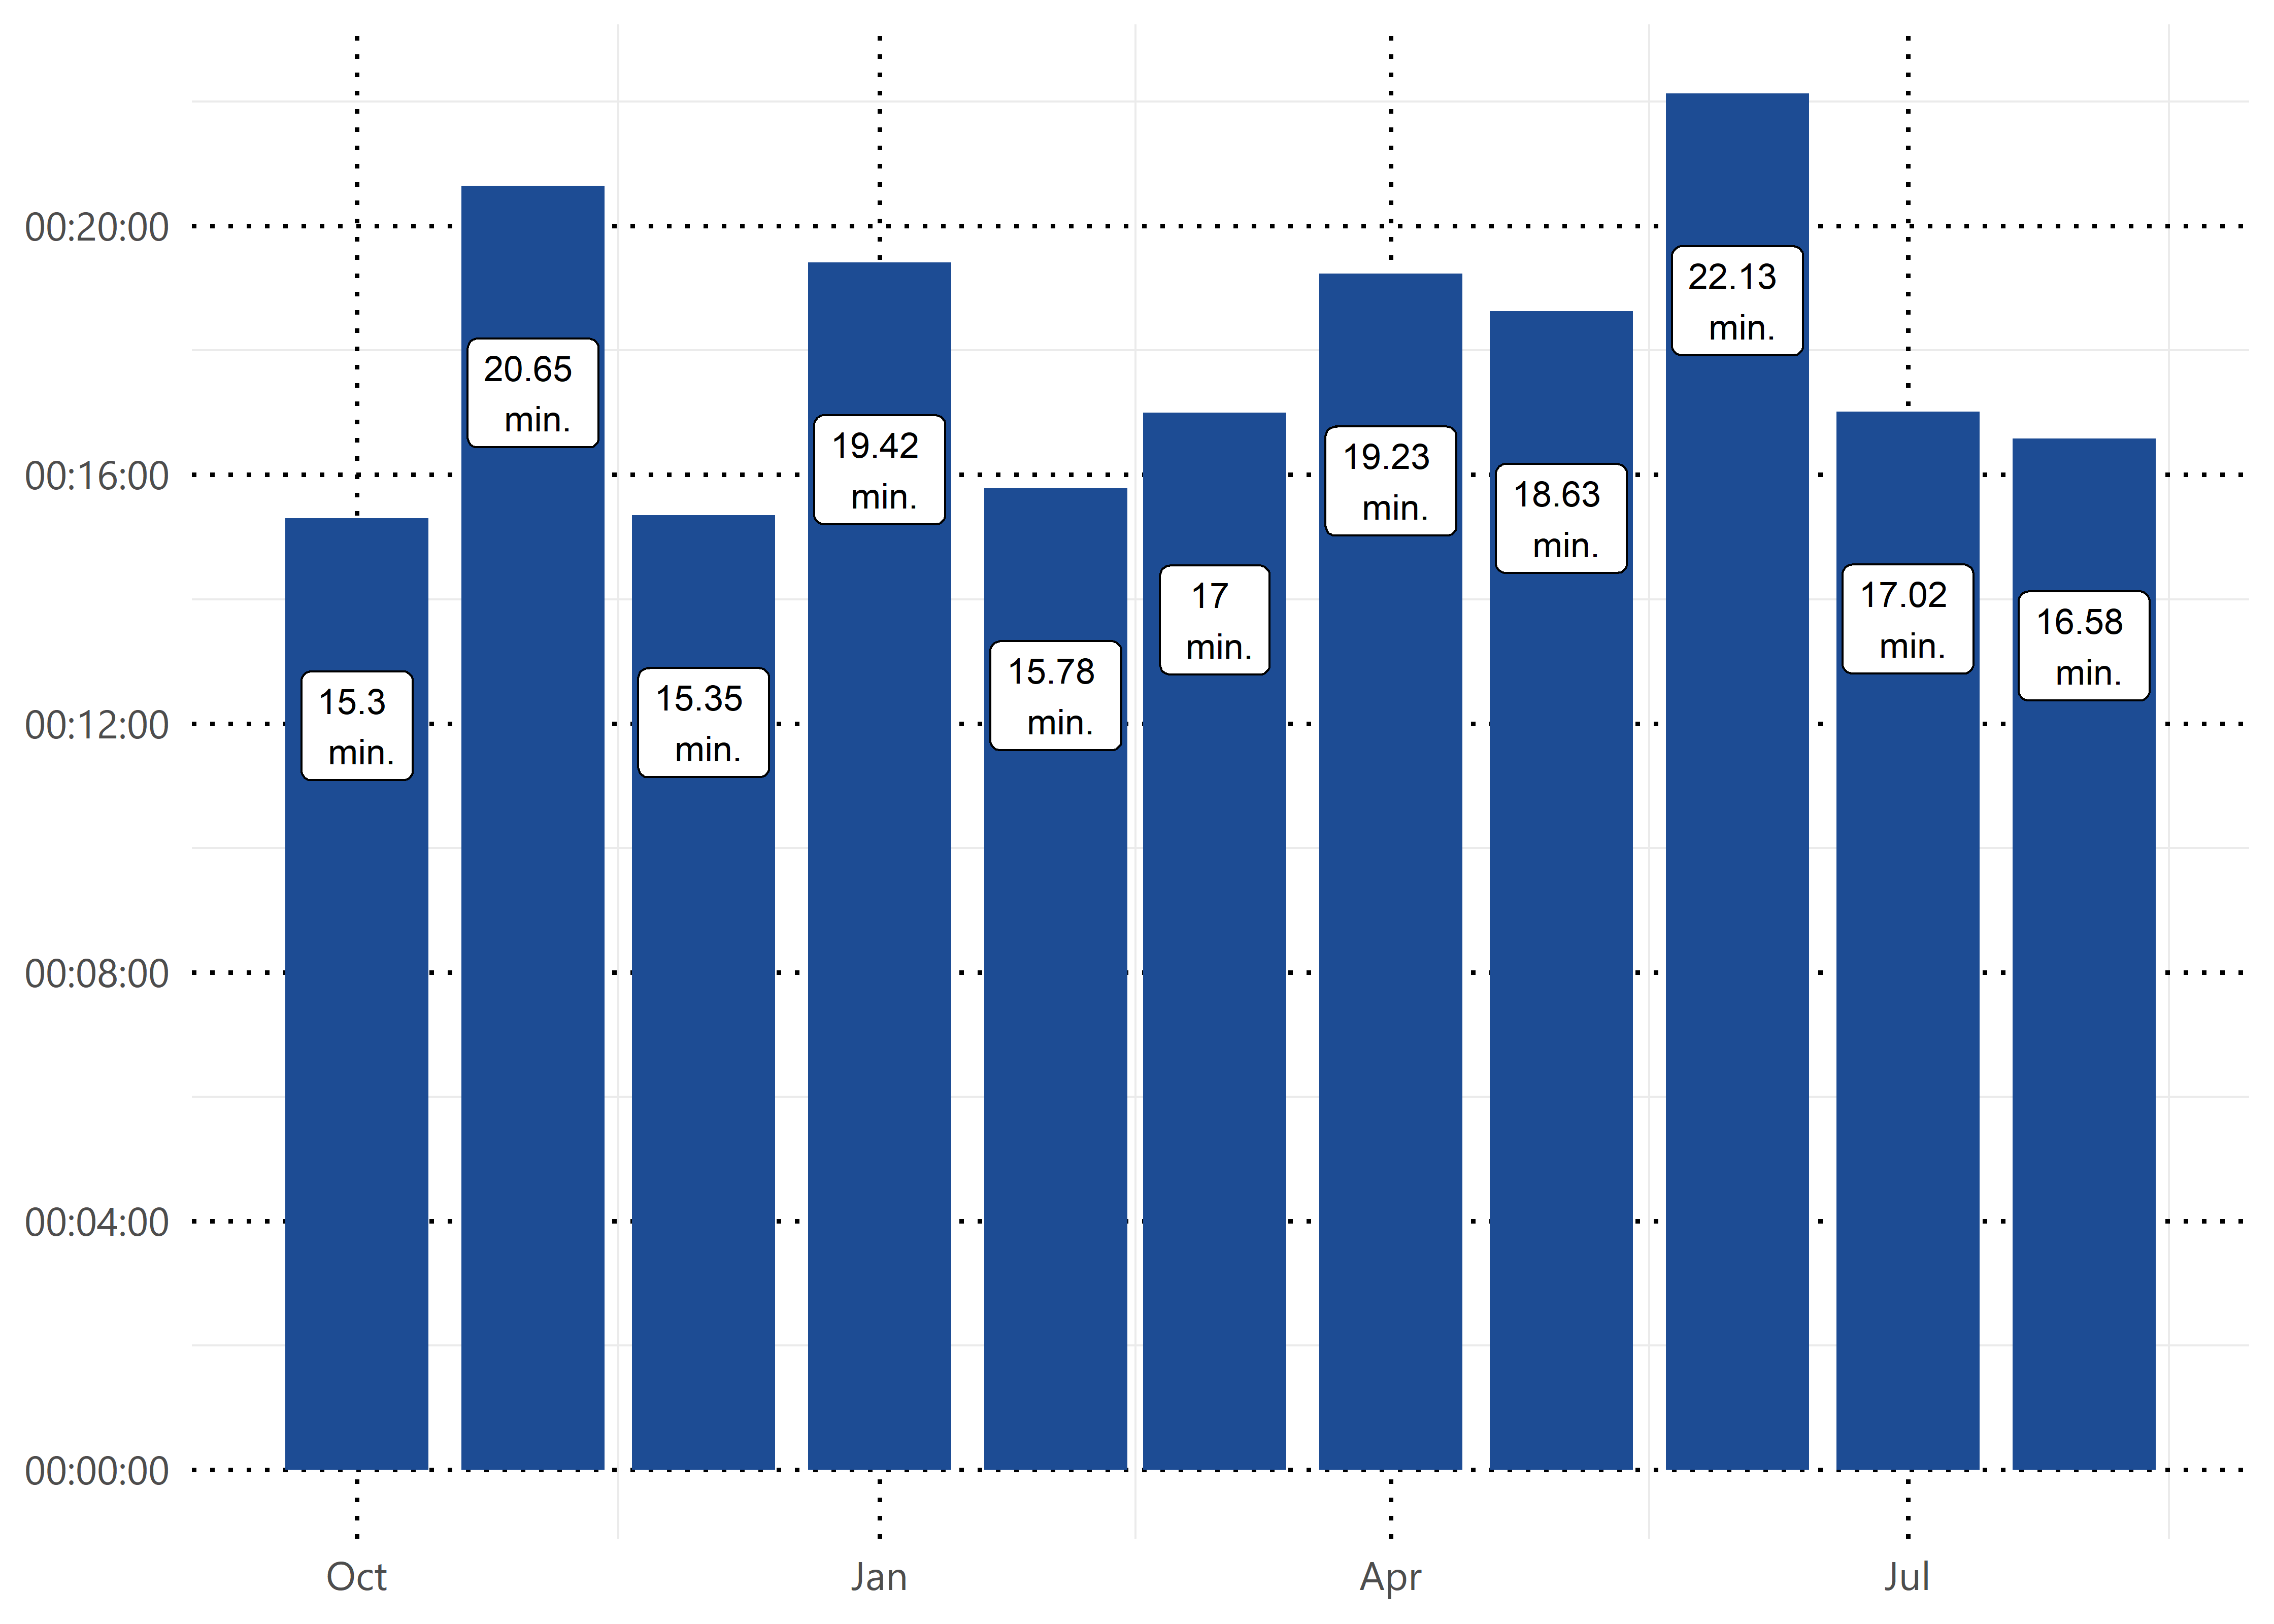 00:20:00
00:16:00
00:12:00
00:08:00
00:04:00
00:00:00
15.3
min.
20.65
min.
15.35
min.
19.42
min.
15.78
min.
17
min.
19.23
min.
18.63
min.
22.13
min.
17.02
min.
16.58
min.
Oct
Jan
Apr
Jul